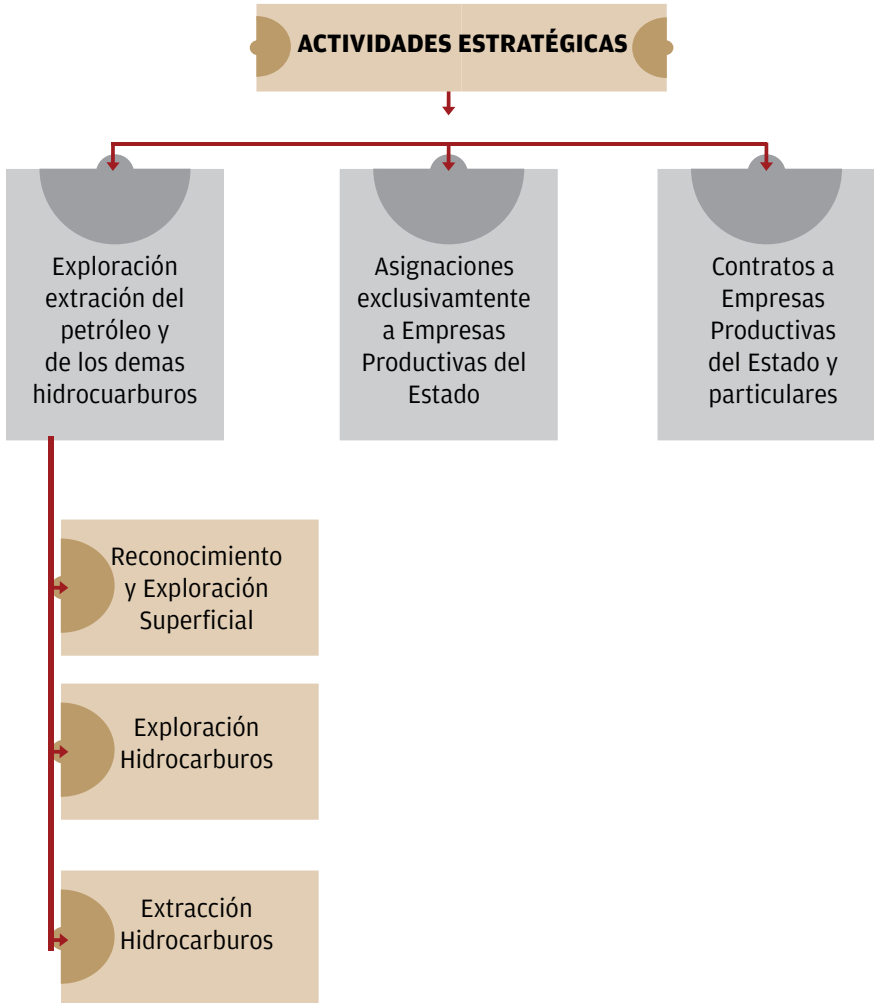 ACTIVIDADES ESTRATÉGICAS
Exploración
extración del
petróleo y
de los demas
hidrocuarburos
Asignaciones
exclusivamtente
a Empresas
Productivas del
Estado
Contratos a
Empresas
Productivas
del Estado y
particulares
Reconocimiento
y Exploración
Superficial
Exploración
Hidrocarburos
Extracción
Hidrocarburos